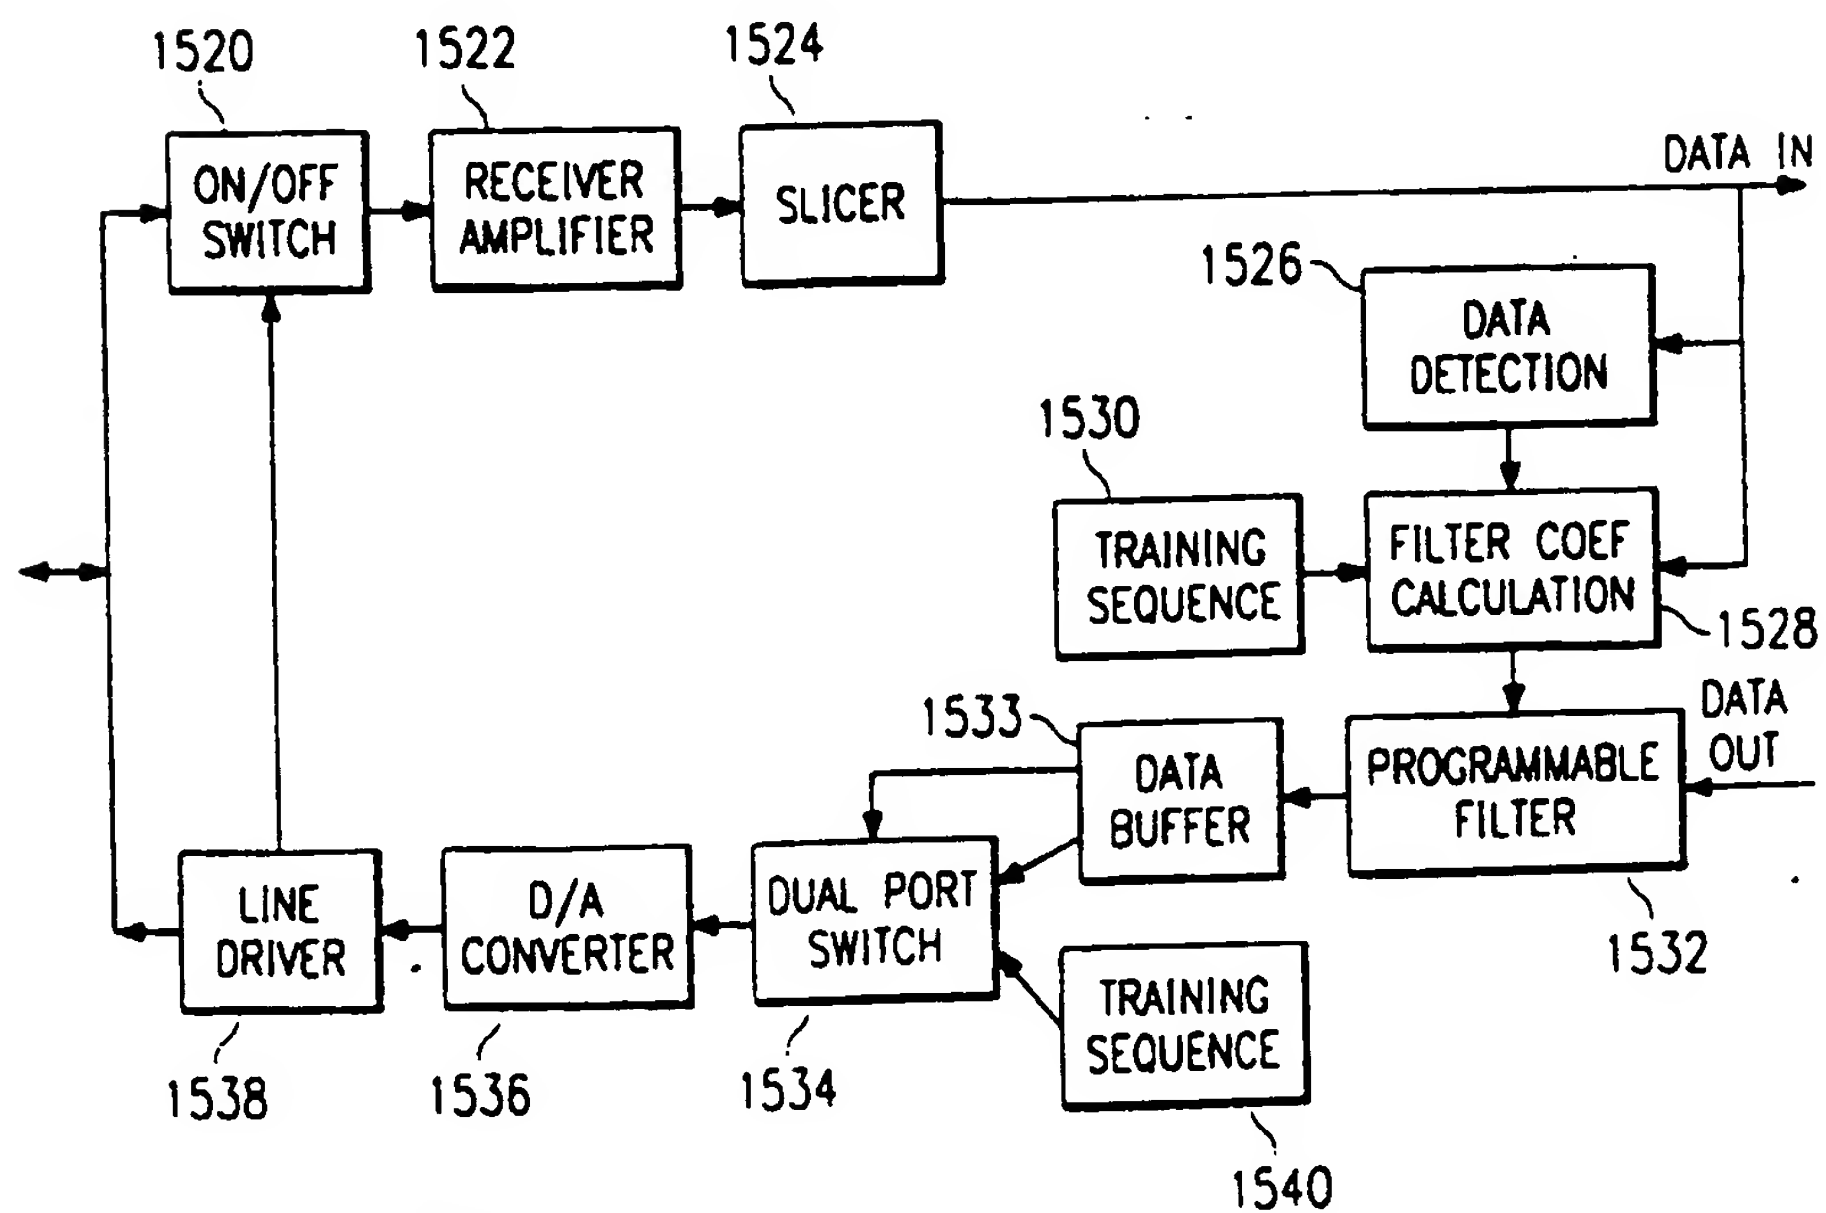 1520
1522
1524
ON/OFF
SWITCH
RECEIVER
AMPLIFIER
SLICER
DATA IN
1526
DATA
DETECTION
1530
TRAINING
SEQUENCE
FILTER COEF
CALCULATION
1528
DATA
OUT
1533
DATA
BUFFER
PROGRAMMABLE
FILTER
1532
LINE
DRIVER
D/A
CONVERTER
DUAL PORT
SWITCH
TRAINING
SEQUENCE
1538
1536
1534
1540